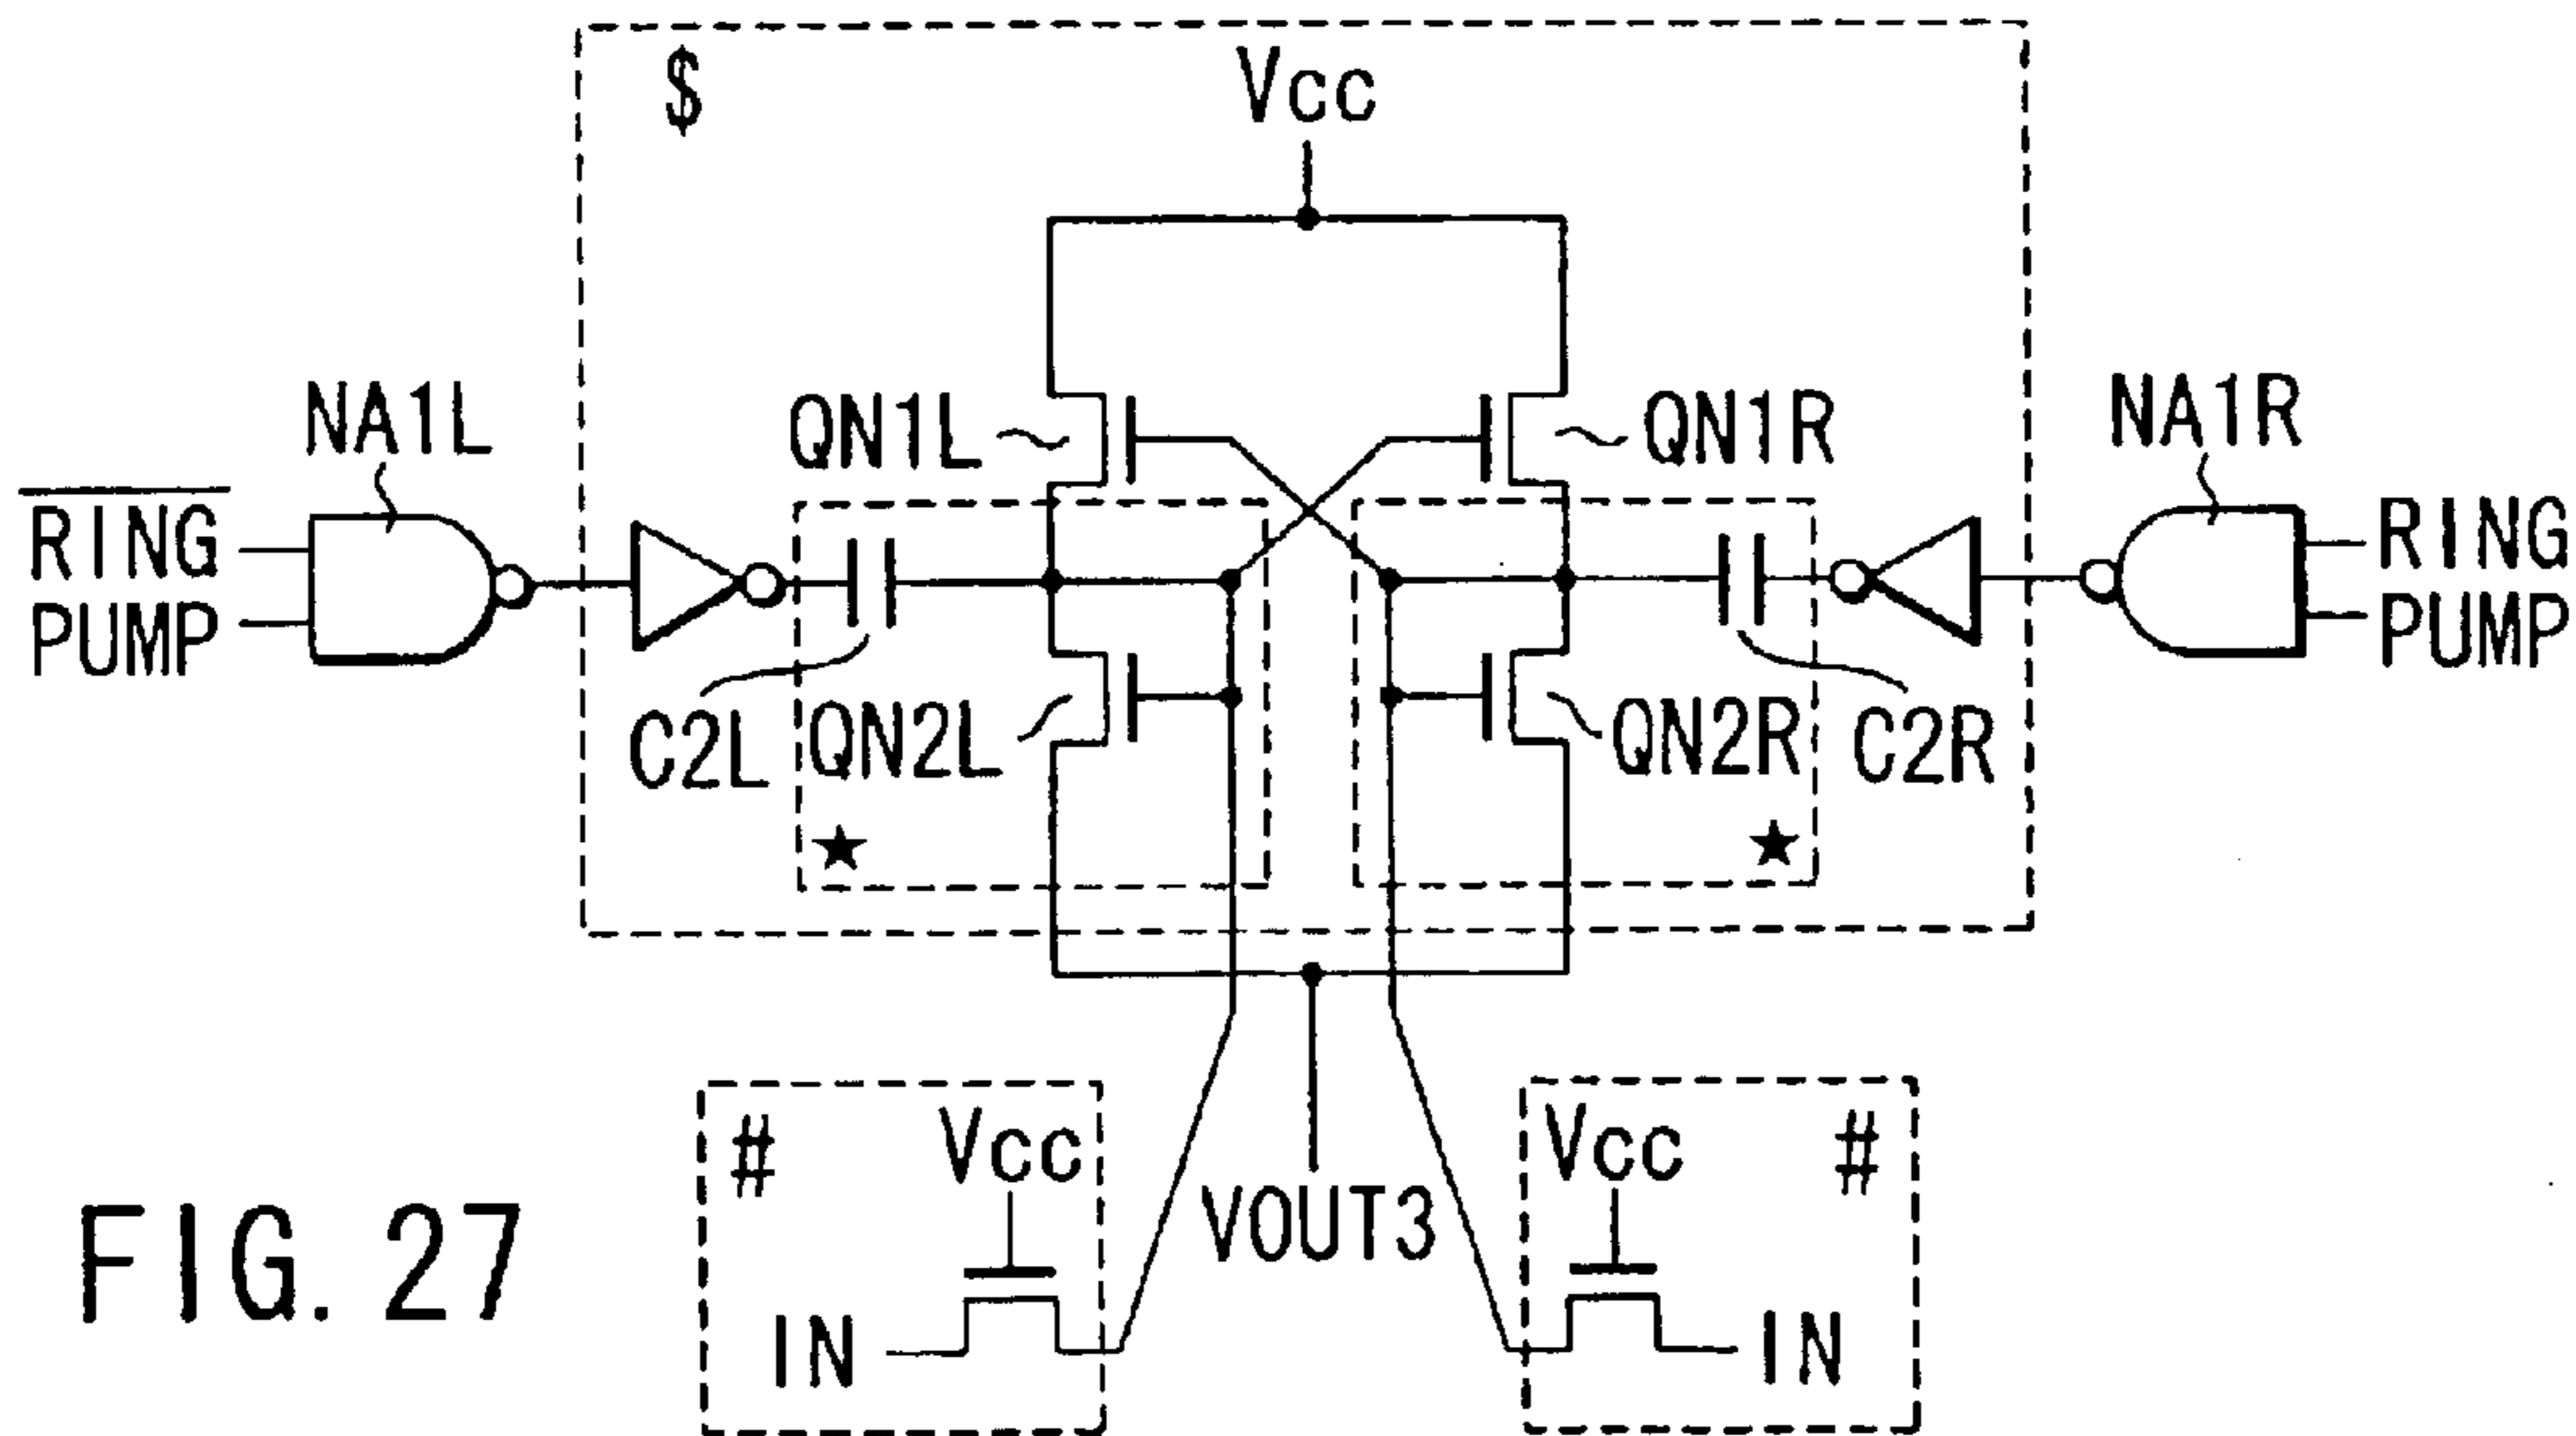 $
Vcc
QN1L
QN1R
NA1L
NA1R
R̅I̅N̅G̅
PUMP
RING
PUMP
C2L
QN2L
QN2R
C2R
★
★
#
Vcc
Vcc
#
VOUT3
IN
IN
FIG. 27